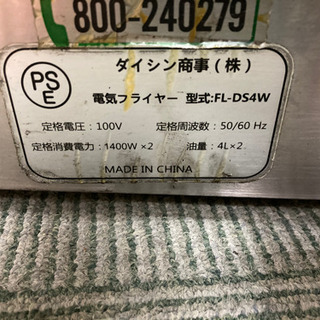 800-240279
PSE
ダイシン商事(株)
電気フライヤー 型式:FL-DS4W
定格電圧:100V 定格周波数:50/60 Hz
定格消費電力:1400W ×2 油量:4L×2
MADE IN CHINA